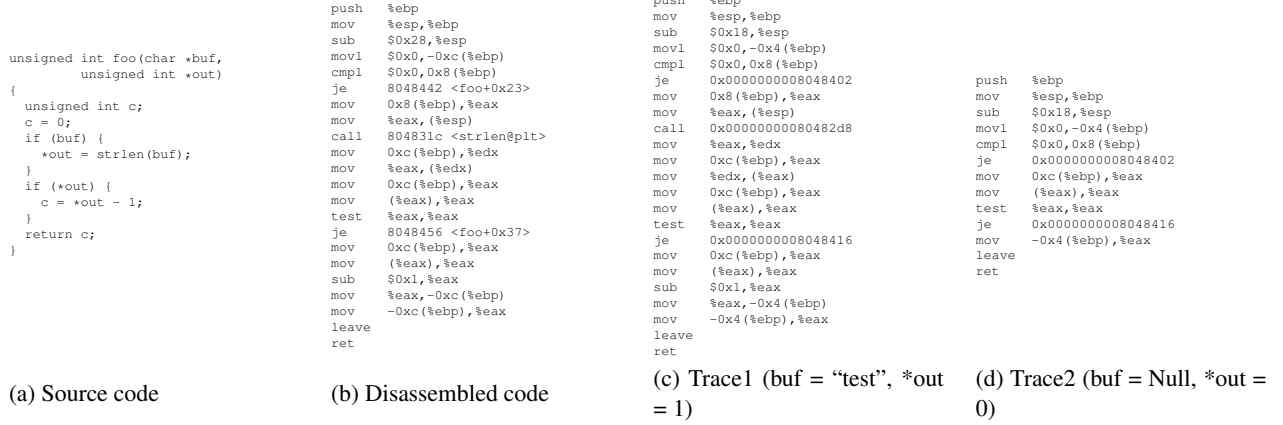 unsigned int foo(char *buf,
unsigned int *out)
{
unsigned int c;
c = 0;
if (buf) {
*out = strlen(buf);
}
if (*out) {
c = *out - 1;
}
return c;
}
(a) Source code
push %ebp
mov %esp,%ebp
sub $0x28,%esp
movl $0x0,-0xc(%ebp)
cmpl $0x0,0x8(%ebp)
je 8048442 <foo+0x23>
mov 0x8(%ebp),%eax
mov %eax,(%esp)
call 804831c <strlen@plt>
mov 0xc(%ebp),%edx
mov %eax,(%edx)
mov 0xc(%ebp),%eax
mov (%eax),%eax
test %eax,%eax
je 8048456 <foo+0x37>
mov 0xc(%ebp),%eax
mov (%eax),%eax
sub $0x1,%eax
mov %eax,-0xc(%ebp)
mov -0xc(%ebp),%eax
leave
ret
(b) Disassembled code
push %ebp
mov %esp,%ebp
sub $0x18,%esp
movl $0x0,-0x4(%ebp)
cmpl $0x0,0x8(%ebp)
je 0x0000000008048402
mov 0x8(%ebp),%eax
mov %eax,(%esp)
call 0x00000000080482d8
mov %eax,%edx
mov 0xc(%ebp),%eax
mov %edx,(%eax)
mov 0xc(%ebp),%eax
mov (%eax),%eax
test %eax,%eax
je 0x0000000008048416
mov 0xc(%ebp),%eax
mov (%eax),%eax
sub $0x1,%eax
mov %eax,-0x4(%ebp)
mov -0x4(%ebp),%eax
leave
ret
(c) Trace1 (buf = “test”, *out
= 1)
push %ebp
mov %esp,%ebp
sub $0x18,%esp
movl $0x0,-0x4(%ebp)
cmpl $0x0,0x8(%ebp)
je 0x0000000008048402
mov 0xc(%ebp),%eax
mov (%eax),%eax
test %eax,%eax
je 0x0000000008048416
mov -0x4(%ebp),%eax
leave
ret
(d) Trace2 (buf = Null, *out =
0)